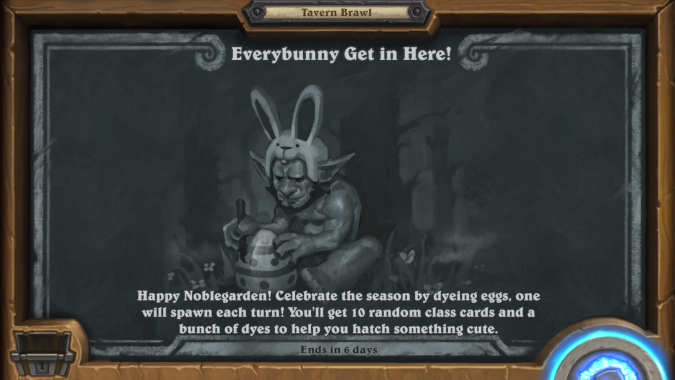 Tavern Brawl
Everybunny Get in Here!
Happy Noblegarden! Celebrate the season by dyeing eggs, one
will spawn each turn! You'll get 10 random class cards and a
bunch of dyes to help you hatch something cute.
Ends in 6 days